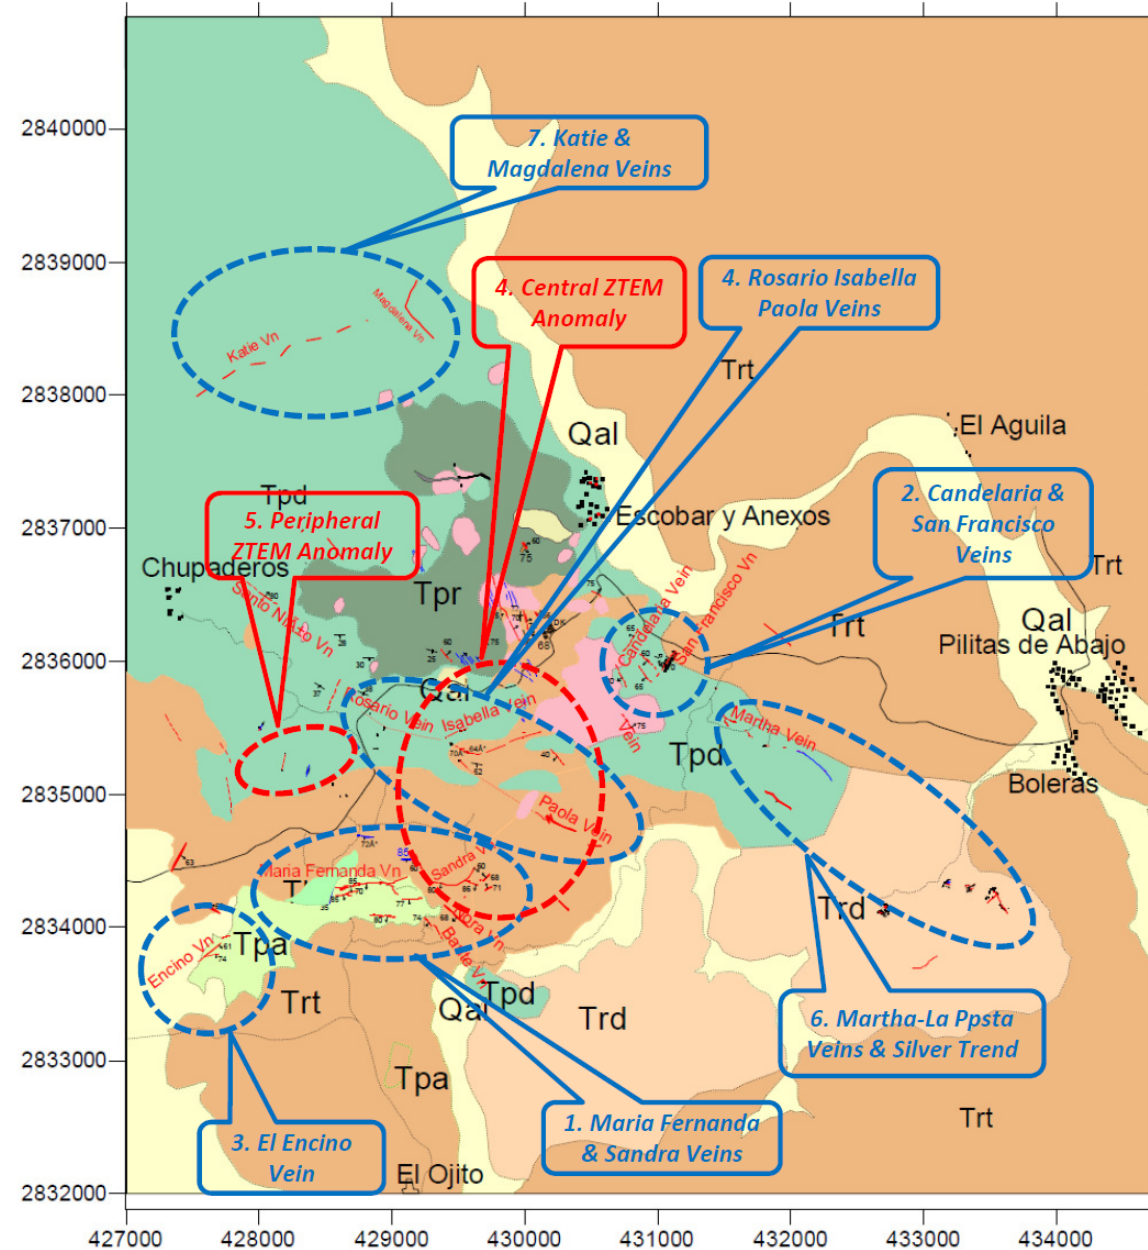 2840000
7. Katie &
Magdalena Veins
2839000
4. Central ZTEM
Anomaly
4. Rosario Isabella
Paola Veins
Magdalena Vn
Katie Vn
Trt
2838000
Qal
El Aguila
Tpd
2837000
5. Peripheral
ZTEM Anomaly
2. Candelaria &
San Francisco
Veins
Escobar y Anexos
Chupaderos
Trt
Tpr
Candelaria Vein
San Francisco Vn
Trt
Qal
Pilitas de Abajo
2836000
Qal
Rosario Vein
Isabella Vein
Vein
Martha Vein
Tpd
Boleras
2835000
Paola Vein
Maria Fernanda Vn
Sandra V
2834000
Trd
Encino Vn
Tpa
Trt
Qal
Tpd
Trd
6. Martha-La Ppsta
Veins & Silver Trend
2833000
Tpa
Trt
3. El Encino
Vein
1. Maria Fernanda
& Sandra Veins
El Ojito
2832000
427000
428000
429000
430000
431000
432000
433000
434000